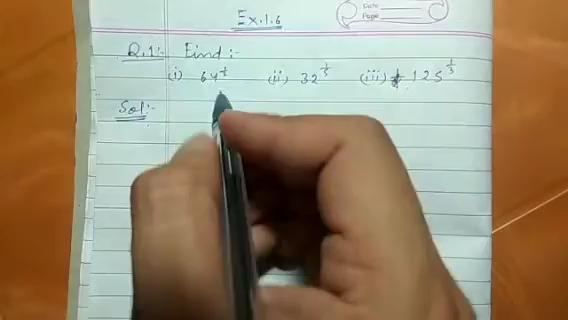 Date
Page
Ex.1.6
Q.1:- Find :-
(i) 64^1/2 (ii) 32^1/5 (iii) 125^1/3
Sol:-